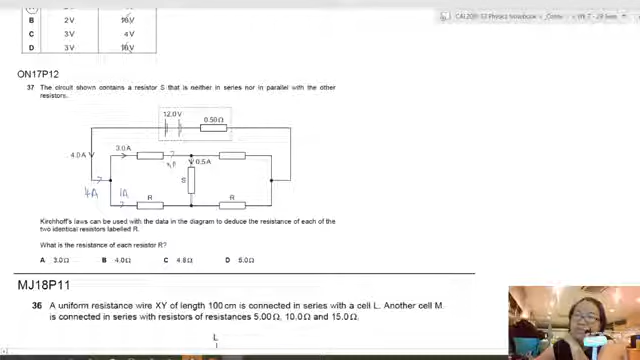 B 2V 16V
C 3V 4V
D 3V 16V
ON17P12
37 The circuit shown contains a resistor S that is neither in series nor in parallel with the other
resistors.
12.0V
0.50Ω
4.0A
3.0A
0.5A
S
4A
1A
R
R
Kirchhoff's laws can be used with the data in the diagram to deduce the resistance of each of the
two identical resistors labelled R.
What is the resistance of each resistor R?
A 3.0Ω B 4.0Ω C 4.8Ω D 5.0Ω
MJ18P11
36 A uniform resistance wire XY of length 100cm is connected in series with a cell L. Another cell M
is connected in series with resistors of resistances 5.00Ω, 10.0Ω and 15.0Ω.
L